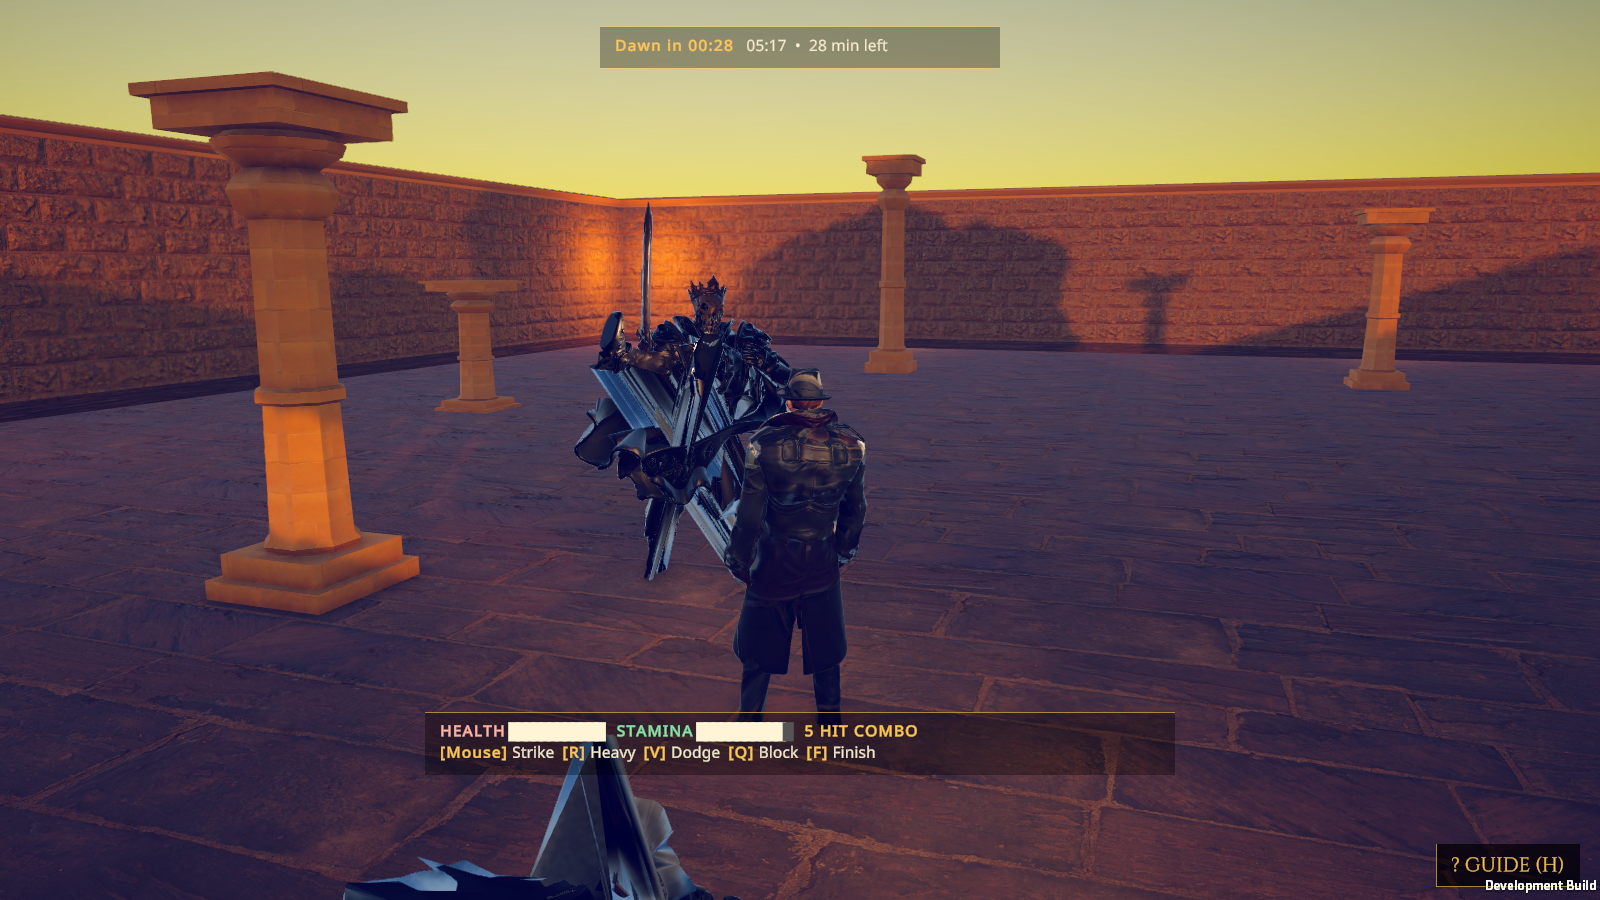 Dawn in 00:28 05:17 • 28 min left
HEALTH STAMINA 5 HIT COMBO
[Mouse] Strike [R] Heavy [V] Dodge [Q] Block [F] Finish
? GUIDE (H)
Development Build